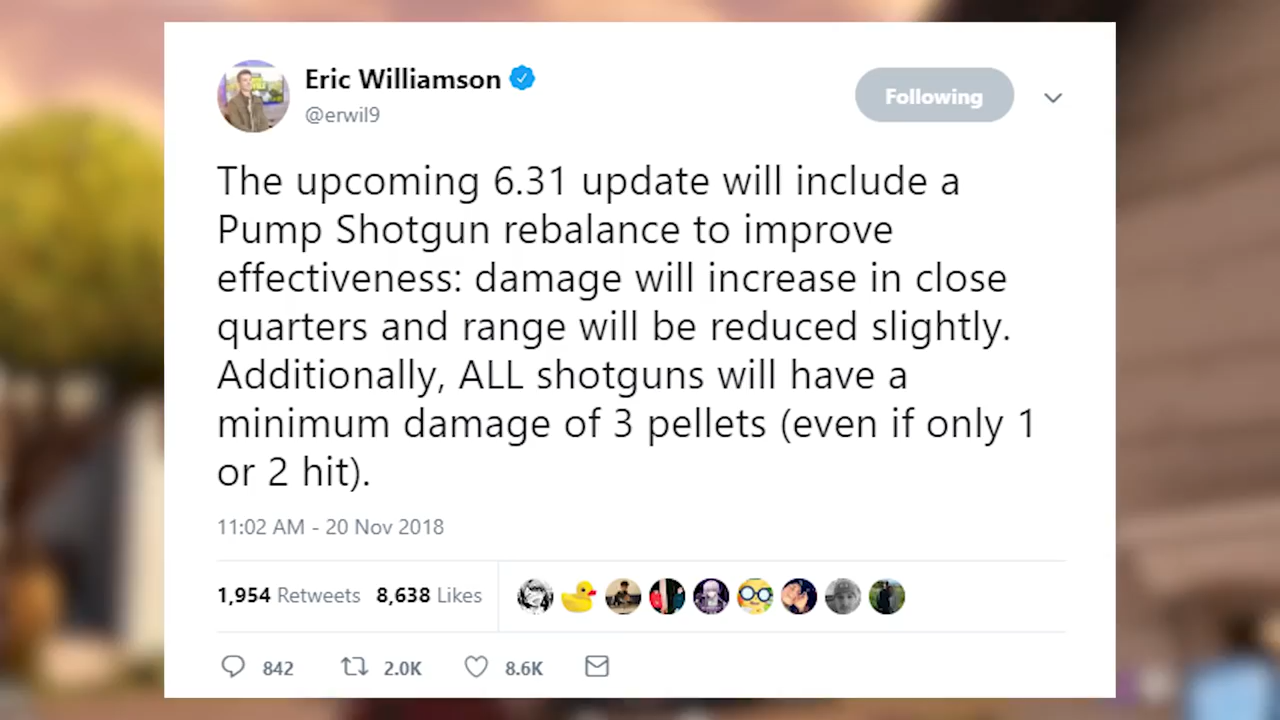 Eric Williamson
@erwil9
Following
The upcoming 6.31 update will include a
Pump Shotgun rebalance to improve
effectiveness: damage will increase in close
quarters and range will be reduced slightly.
Additionally, ALL shotguns will have a
minimum damage of 3 pellets (even if only 1
or 2 hit).
11:02 AM - 20 Nov 2018
1,954 Retweets 8,638 Likes
842 2.0K 8.6K